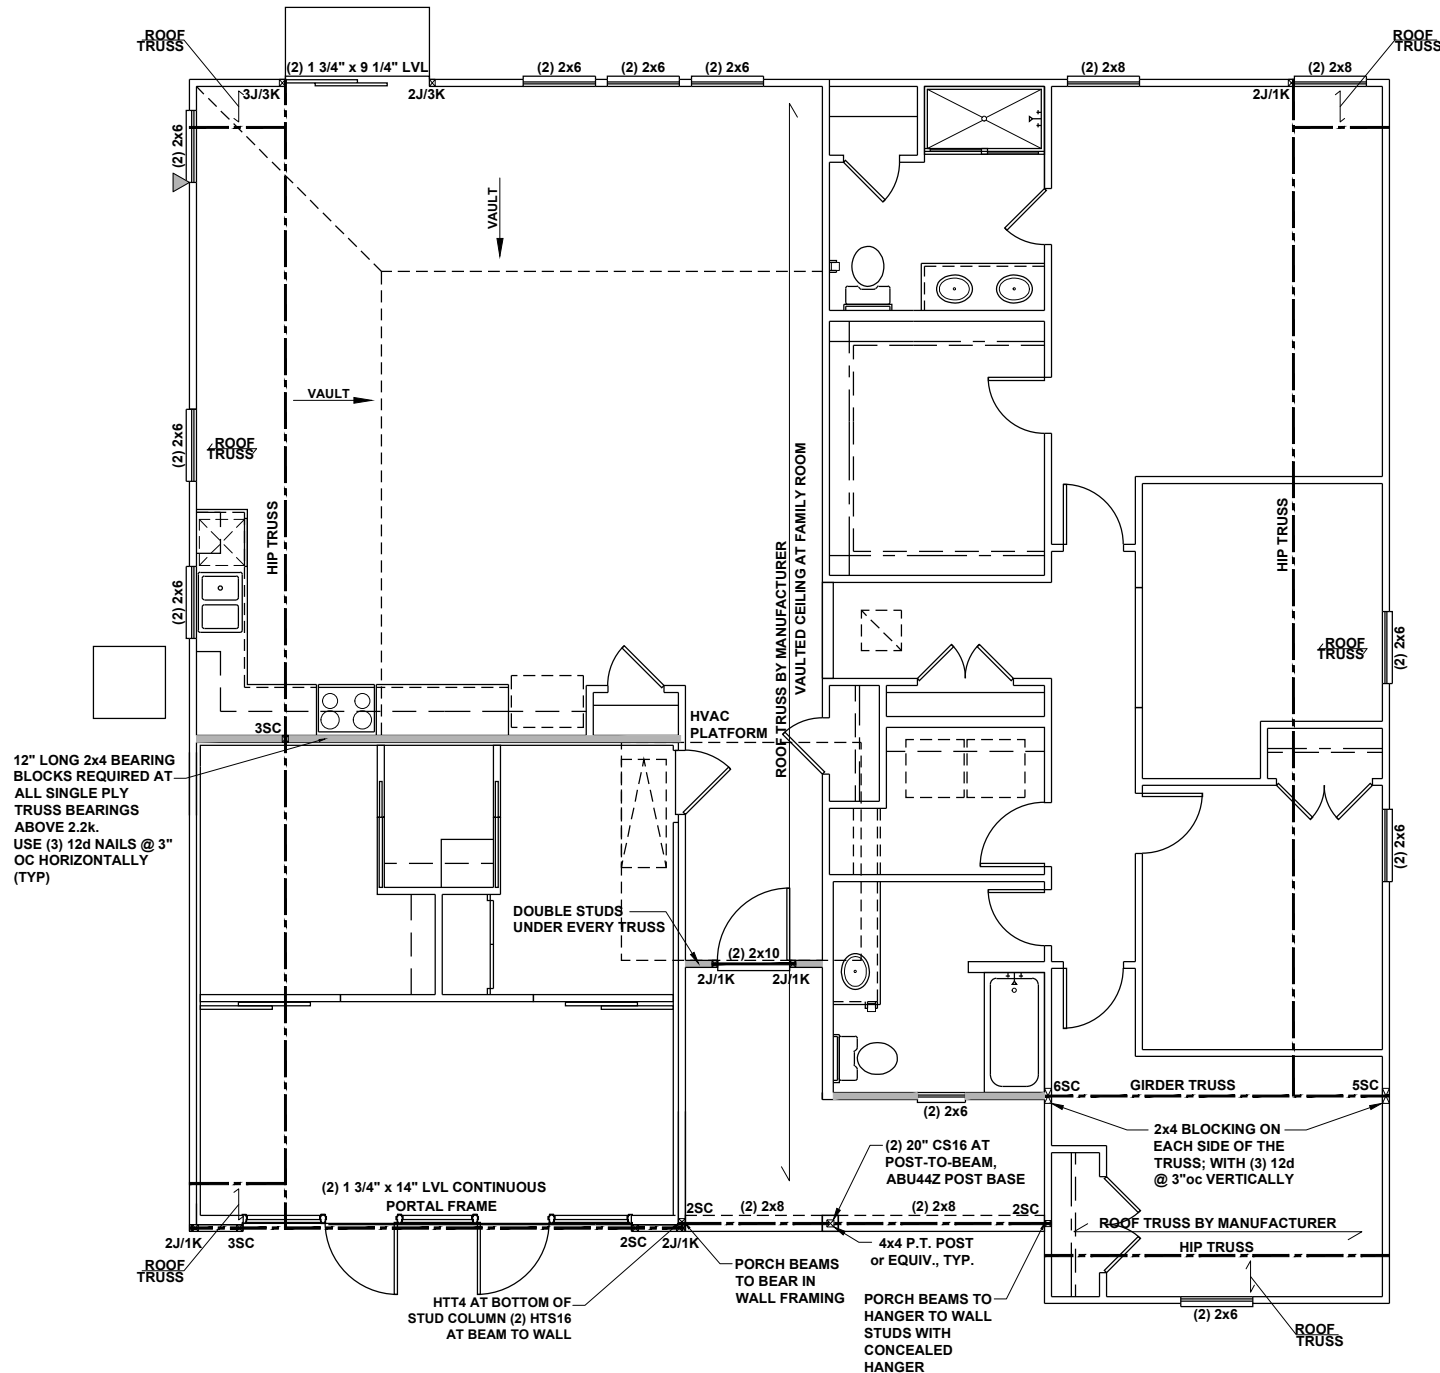 ROOF
TRUSS
ROOF
TRUSS
(2) 1 3/4" x 9 1/4" LVL
(2) 2x6
(2) 2x6
(2) 2x6
(2) 2x8
(2) 2x8
3J/3K
2J/3K
2J/1K
(2) 2x6
VAULT
VAULT
(2) 2x6
ROOF
TRUSS
HIP TRUSS
ROOF TRUSS BY MANUFACTURER
VAULTED CEILING AT FAMILY ROOM
HIP TRUSS
(2) 2x6
ROOF
TRUSS
(2) 2x6
3SC
HVAC
PLATFORM
12" LONG 2x4 BEARING
BLOCKS REQUIRED AT
ALL SINGLE PLY
TRUSS BEARINGS
ABOVE 2.2k.
USE (3) 12d NAILS @ 3"
OC HORIZONTALLY
(TYP)
(2) 2x6
DOUBLE STUDS
UNDER EVERY TRUSS
(2) 2x10
2J/1K
2J/1K
6SC
GIRDER TRUSS
5SC
(2) 2x6
2x4 BLOCKING ON
EACH SIDE OF THE
TRUSS; WITH (3) 12d
@ 3"oc VERTICALLY
(2) 20" CS16 AT
POST-TO-BEAM,
ABU44Z POST BASE
(2) 1 3/4" x 14" LVL CONTINUOUS
PORTAL FRAME
2SC
(2) 2x8
(2) 2x8
2SC
ROOF TRUSS BY MANUFACTURER
HIP TRUSS
2J/1K
3SC
2SC
2J/1K
4x4 P.T. POST
or EQUIV., TYP.
ROOF
TRUSS
PORCH BEAMS
TO BEAR IN
WALL FRAMING
HTT4 AT BOTTOM OF
STUD COLUMN (2) HTS16
AT BEAM TO WALL
PORCH BEAMS TO
HANGER TO WALL
STUDS WITH
CONCEALED
HANGER
(2) 2x6
ROOF
TRUSS